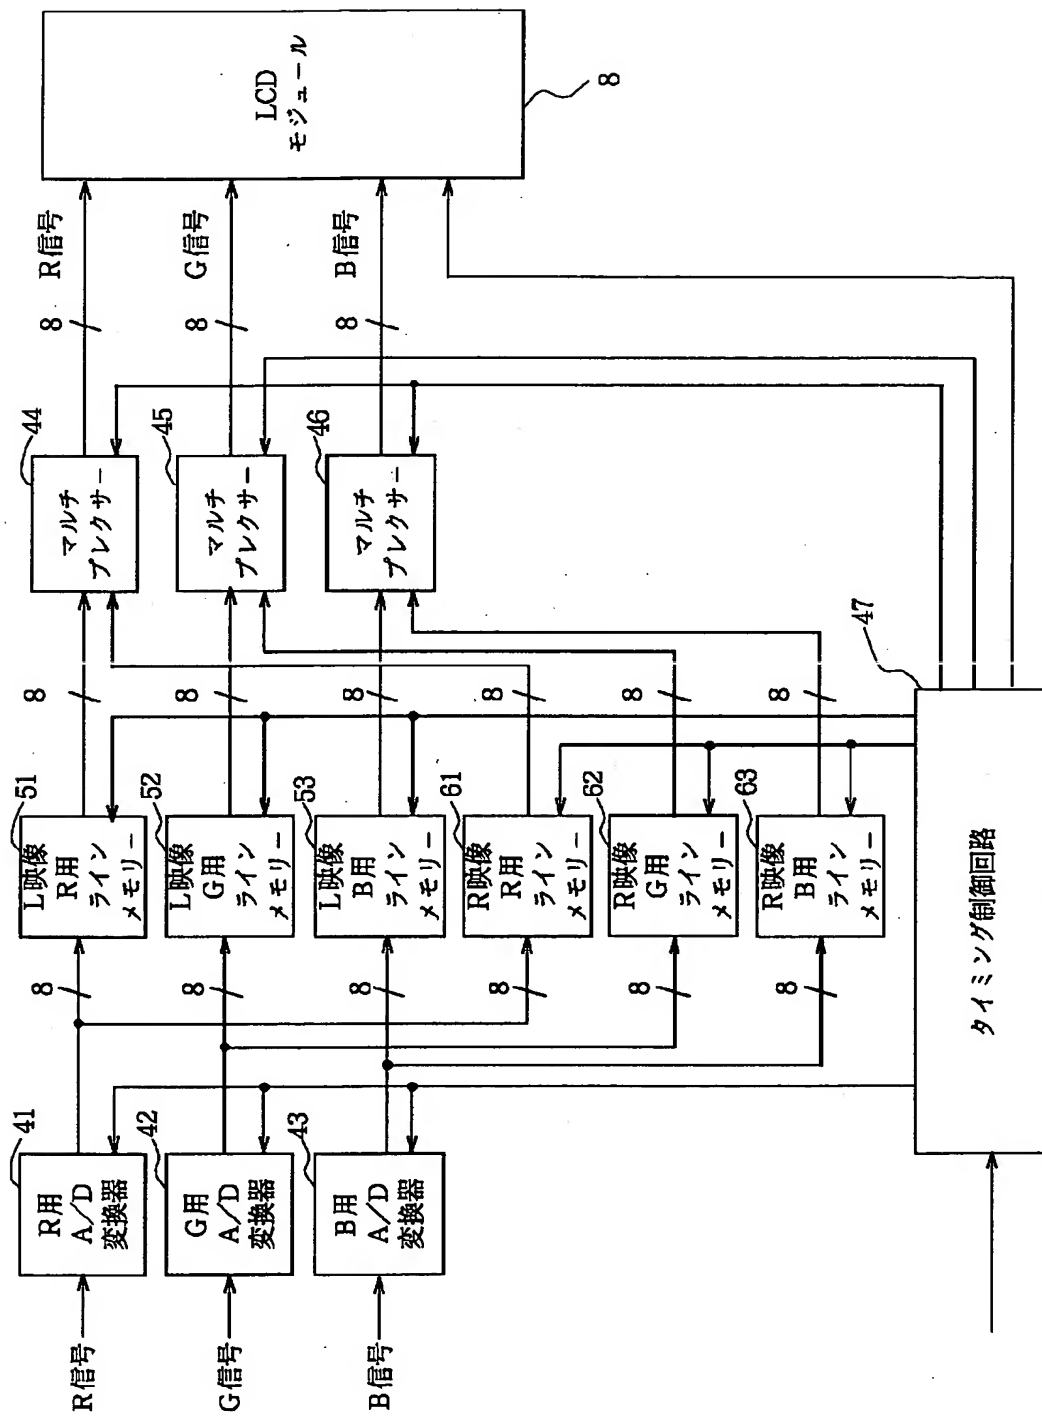 R信号
G信号
B信号
41
R用
A/D
変換器
42
G用
A/D
変換器
43
B用
A/D
変換器
8
8
8
8
8
8
51
L映像
R用
ライン
メモリー
52
L映像
G用
ライン
メモリー
53
L映像
B用
ライン
メモリー
61
R映像
R用
ライン
メモリー
62
R映像
G用
ライン
メモリー
63
R映像
B用
ライン
メモリー
8
8
8
8
8
8
47
タイミング制御回路
44
マルチ
プレクサー
45
マルチ
プレクサー
46
マルチ
プレクサー
8
8
8
R信号
G信号
B信号
LCD
モジュール
8